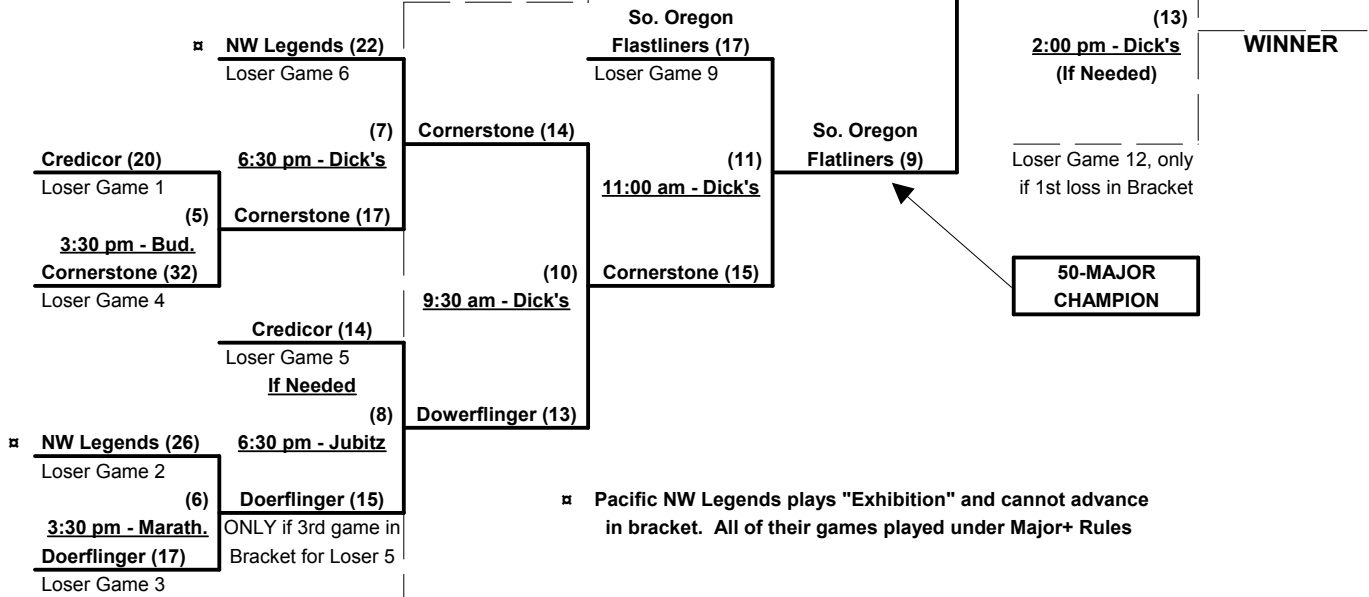 So. Oregon
(13)
¤ NW Legends (22)
Flastliners (17)
2:00 pm - Dick's
WINNER
Loser Game 6
Loser Game 9
(If Needed)
(7)
Cornerstone (14)
So. Oregon
Credicor (20)
6:30 pm - Dick's
(11)
Flatliners (9)
Loser Game 12, only
Loser Game 1
11:00 am - Dick's
if 1st loss in Bracket
(5)
Cornerstone (17)
3:30 pm - Bud.
Cornerstone (32)
(10)
Cornerstone (15)
50-MAJOR
Loser Game 4
9:30 am - Dick's
CHAMPION
Credicor (14)
Loser Game 5
If Needed
(8)
Dowerflinger (13)
¤ NW Legends (26)
6:30 pm - Jubitz
Loser Game 2
(6)
Doerflinger (15)
¤ Pacific NW Legends plays "Exhibition" and cannot advance
3:30 pm - Marath.
ONLY if 3rd game in
in bracket. All of their games played under Major+ Rules
Doerflinger (17)
Bracket for Loser 5
Loser Game 3